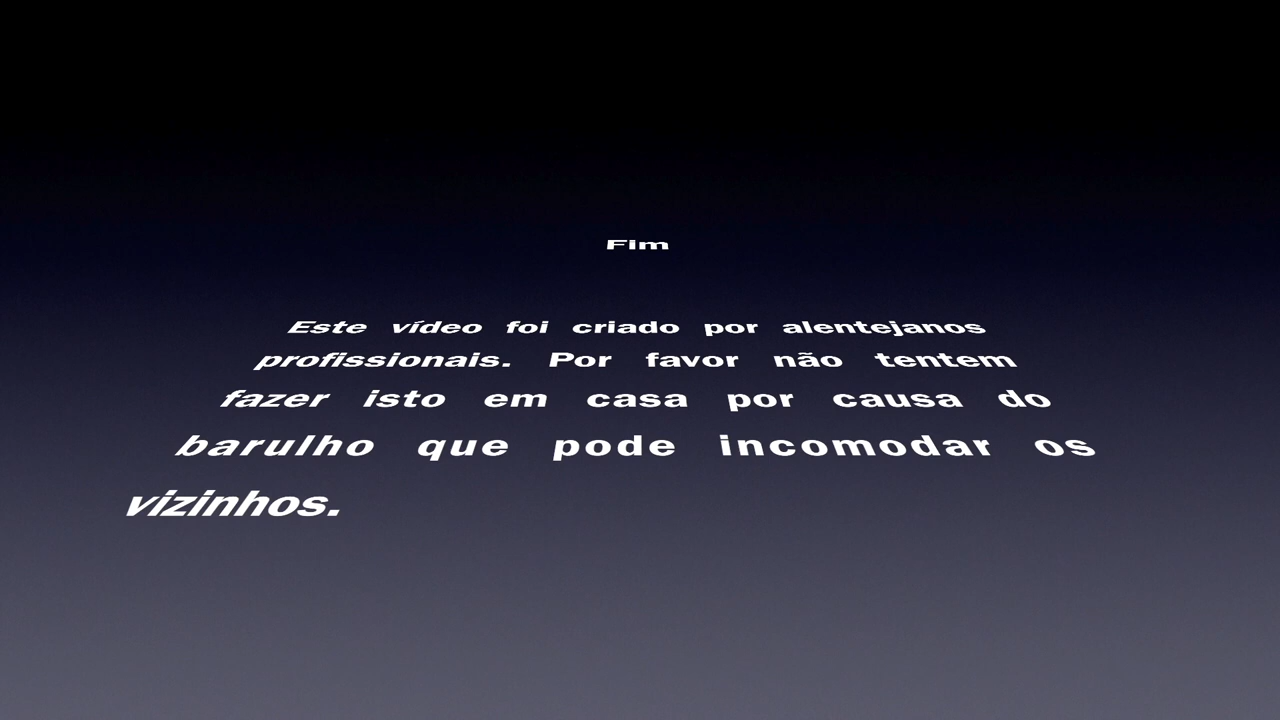 Fim
Este vídeo foi criado por alentejanos
profissionais. Por favor não tentem
fazer isto em casa por causa do
barulho que pode incomodar os
vizinhos.